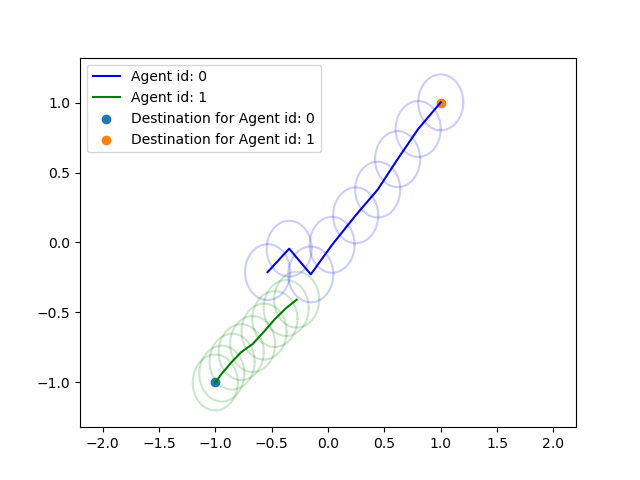 Agent id: 0
Agent id: 1
Destination for Agent id: 0
Destination for Agent id: 1
1.0
0.5
0.0
−0.5
−1.0
−2.0 −1.5 −1.0 −0.5 0.0 0.5 1.0 1.5 2.0